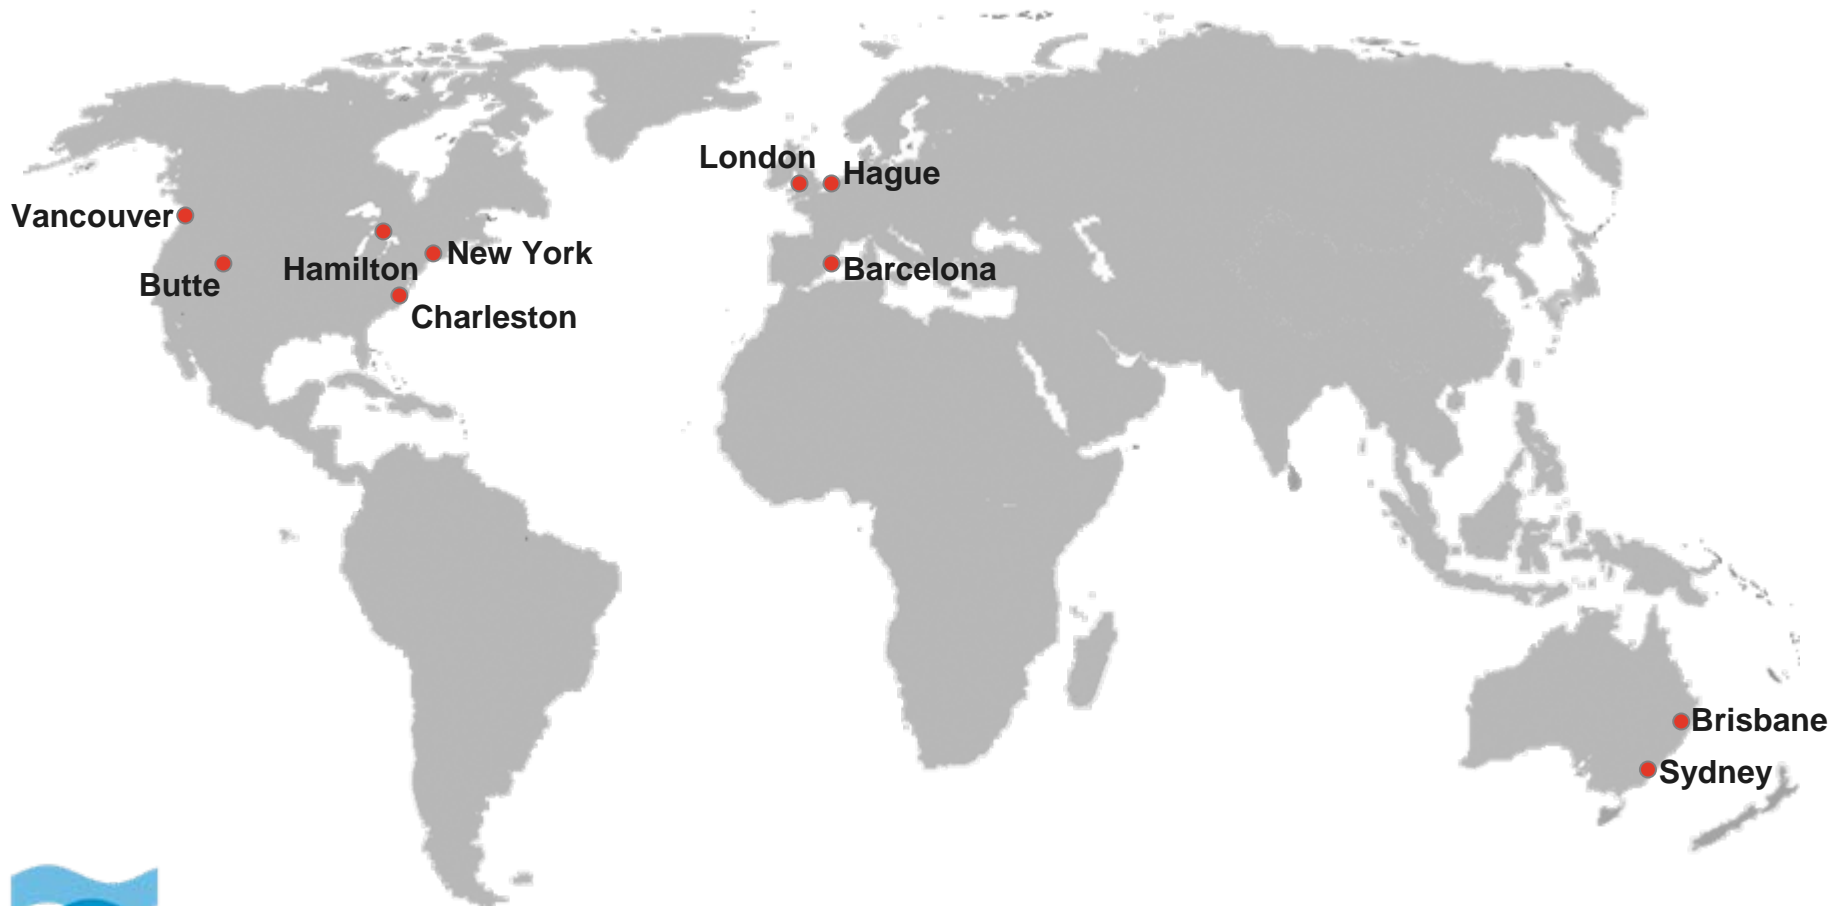 London
Hague
Vancouver
New York
Hamilton
Barcelona
Butte
Charleston
Brisbane
Sydney